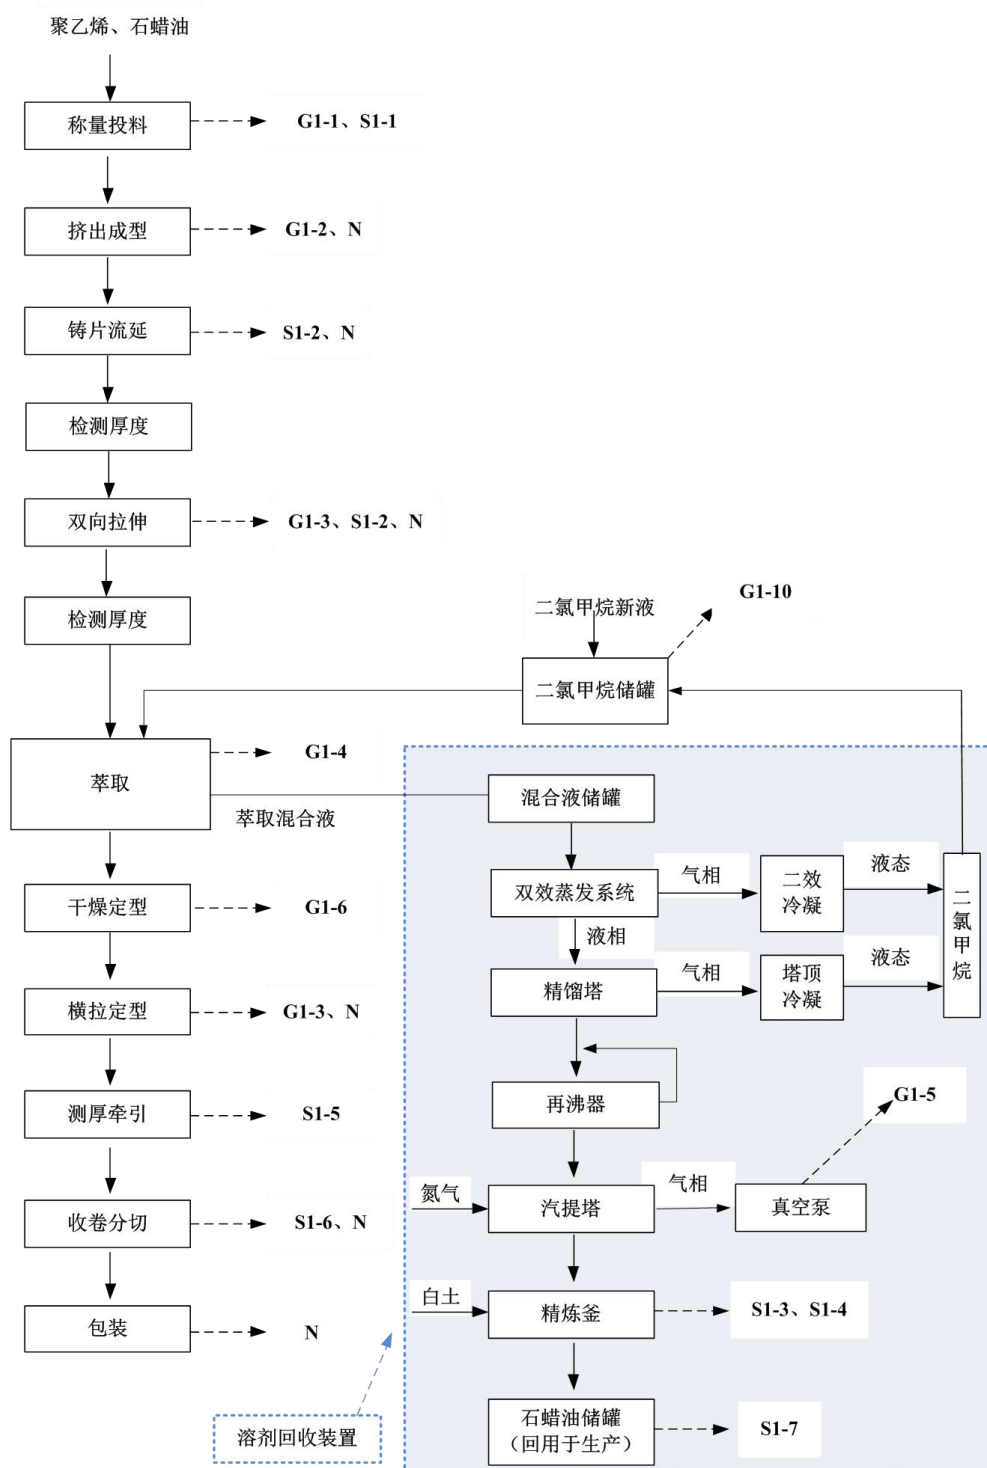 聚乙烯、石蜡油
称量投料
G1-1、S1-1
挤出成型
G1-2、N
铸片流延
S1-2、N
检测厚度
双向拉伸
G1-3、S1-2、N
检测厚度
二氯甲烷新液
G1-10
二氯甲烷储罐
萃取
G1-4
萃取混合液
混合液储罐
双效蒸发系统
气相
二效
冷凝
液态
二氯甲烷
液相
干燥定型
G1-6
精馏塔
气相
塔顶
冷凝
液态
横拉定型
G1-3、N
再沸器
G1-5
测厚牵引
S1-5
氮气
汽提塔
气相
真空泵
收卷分切
S1-6、N
白土
精炼釜
S1-3、S1-4
包装
N
溶剂回收装置
石蜡油储罐
（回用于生产）
S1-7